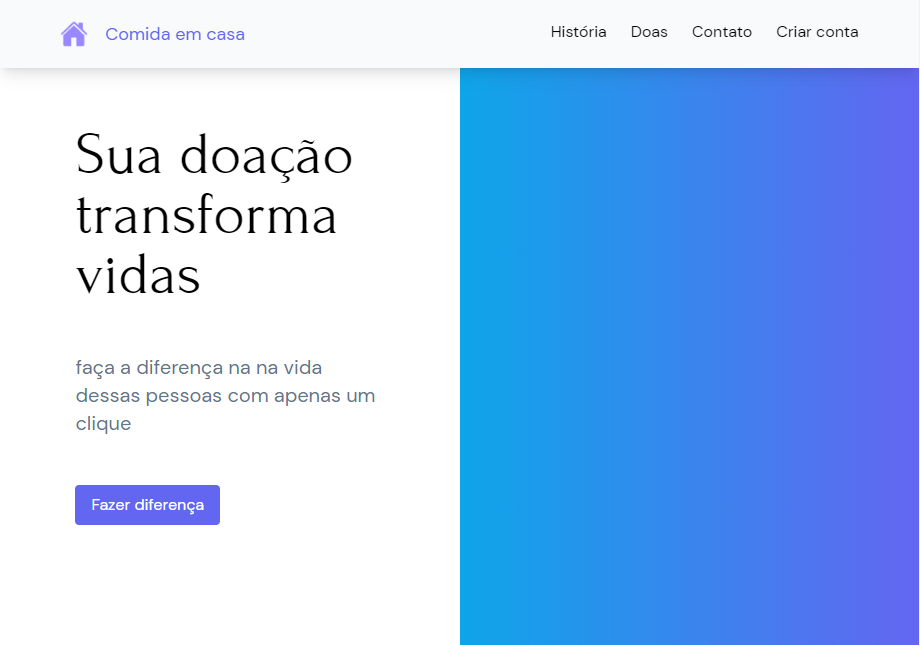 Comida em casa
História Doas Contato Criar conta
Sua doação
transforma
vidas
faça a diferença na na vida
dessas pessoas com apenas um
clique
Fazer diferença